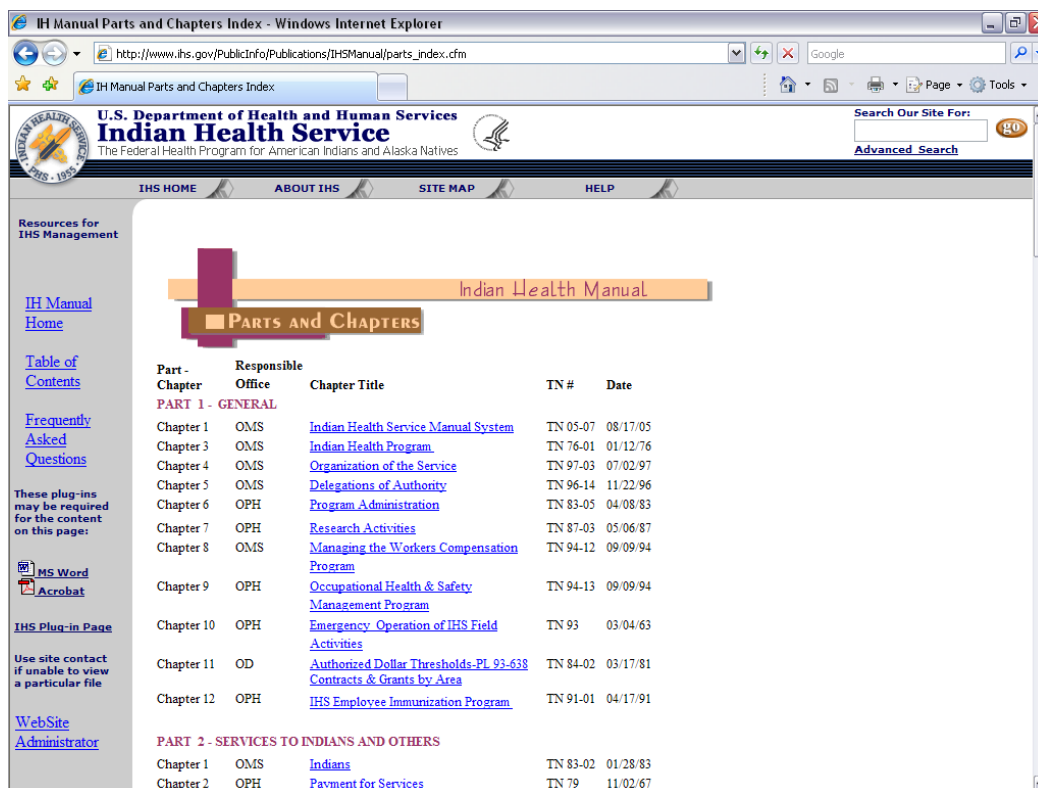 IH Manual Parts and Chapters Index - Windows Internet Explorer
http://www.ihs.gov/PublicInfo/Publications/IHSManual/parts_index.cfm
Google
IH Manual Parts and Chapters Index
Page
Tools
INDIAN HEALTH SERVICE
PHS - 1955
U.S. Department of Health and Human Services
Indian Health Service
The Federal Health Program for American Indians and Alaska Natives
Search Our Site For:
go
Advanced Search
IHS HOME ABOUT IHS SITE MAP HELP
Resources for
IHS Management
IH Manual
Home
Table of
Contents
Frequently
Asked
Questions
These plug-ins
may be required
for the content
on this page:
MS Word
Acrobat
IHS Plug-in Page
Use site contact
if unable to view
a particular file
WebSite
Administrator
Indian Health Manual
PARTS AND CHAPTERS
Part - Responsible
Chapter Office Chapter Title TN # Date
PART 1 - GENERAL
Chapter 1 OMS Indian Health Service Manual System TN 05-07 08/17/05
Chapter 3 OMS Indian Health Program TN 76-01 01/12/76
Chapter 4 OMS Organization of the Service TN 97-03 07/02/97
Chapter 5 OMS Delegations of Authority TN 96-14 11/22/96
Chapter 6 OPH Program Administration TN 83-05 04/08/83
Chapter 7 OPH Research Activities TN 87-03 05/06/87
Chapter 8 OMS Managing the Workers Compensation TN 94-12 09/09/94
Program
Chapter 9 OPH Occupational Health & Safety TN 94-13 09/09/94
Management Program
Chapter 10 OPH Emergency Operation of IHS Field TN 93 03/04/63
Activities
Chapter 11 OD Authorized Dollar Thresholds-PL 93-638 TN 84-02 03/17/81
Contracts & Grants by Area
Chapter 12 OPH IHS Employee Immunization Program TN 91-01 04/17/91
PART 2 - SERVICES TO INDIANS AND OTHERS
Chapter 1 OMS Indians TN 83-02 01/28/83
Chapter 2 OPH Payment for Services TN 79 11/02/67